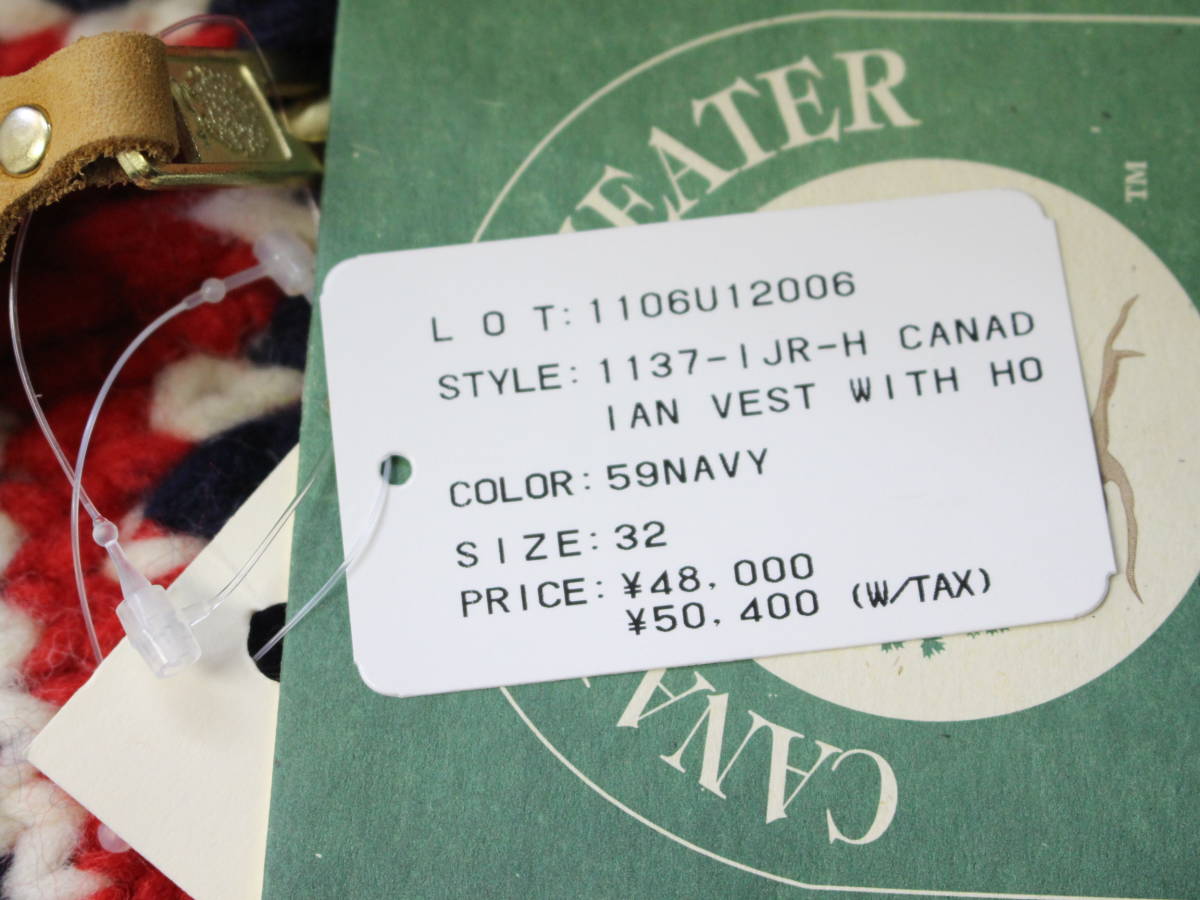 EATER
TM
L O T: 1106U12006
STYLE: 1137-IJR-H CANAD
IAN VEST WITH HO
COLOR: 59NAVY
SIZE: 32
PRICE: ¥48,000
¥50,400 (W/TAX)
CANA